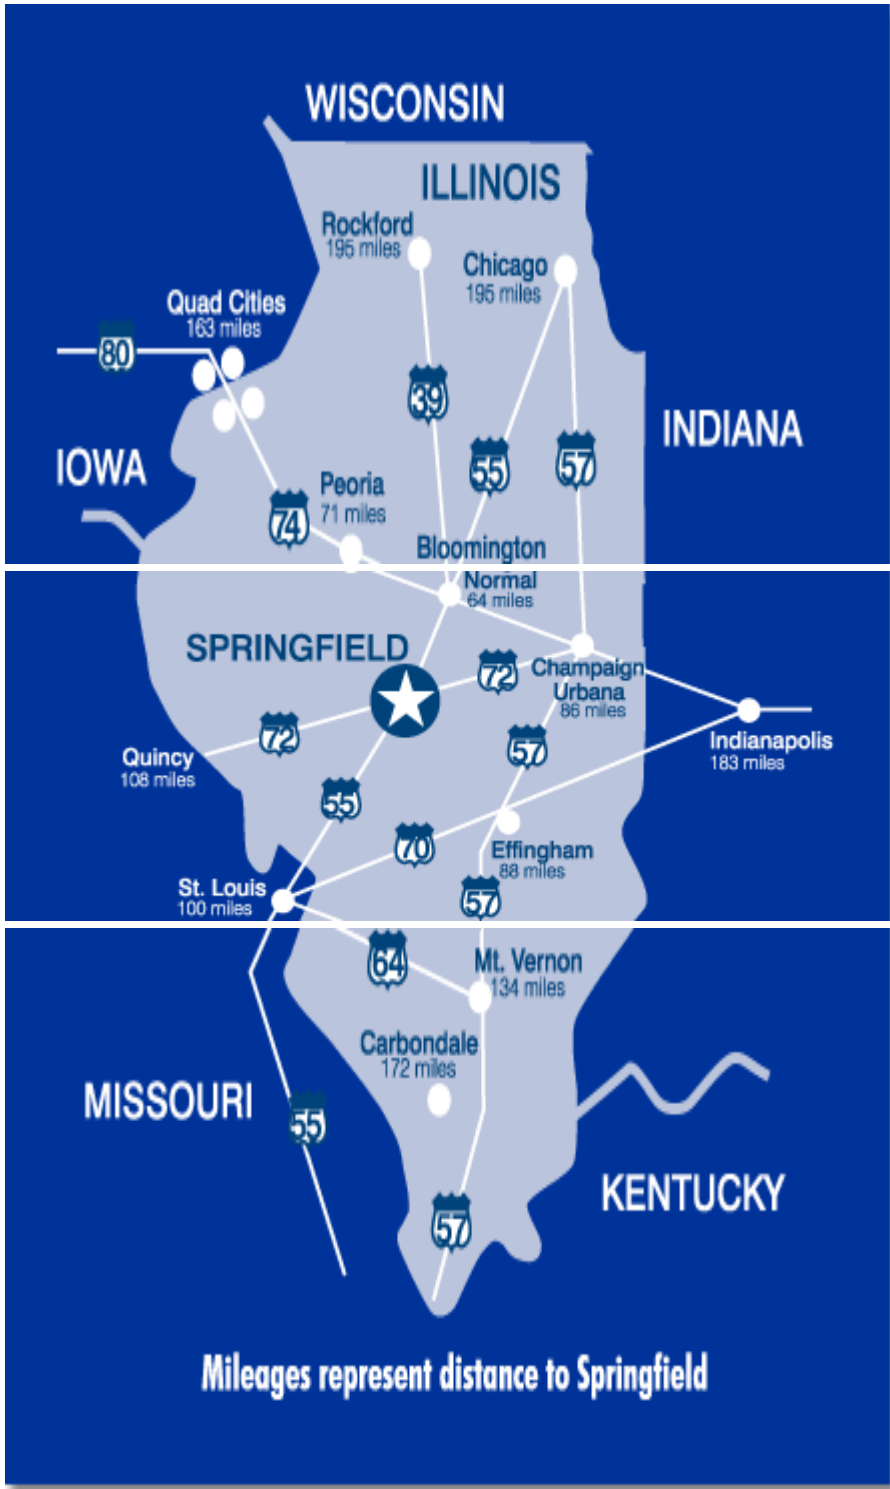 WISCONSIN
ILLINOIS
Rockford
195 miles
Chicago
195 miles
Quad Cities
163 miles
80
39
INDIANA
IOWA
55
57
Peoria
71 miles
74
Bloomington
Normal
64 miles
SPRINGFIELD
72
Champaign
Urbana
86 miles
72
57
Indianapolis
183 miles
Quincy
108 miles
55
70
Effingham
88 miles
St. Louis
100 miles
57
64
Mt. Vernon
134 miles
Carbondale
172 miles
MISSOURI
55
KENTUCKY
57
Mileages represent distance to Springfield